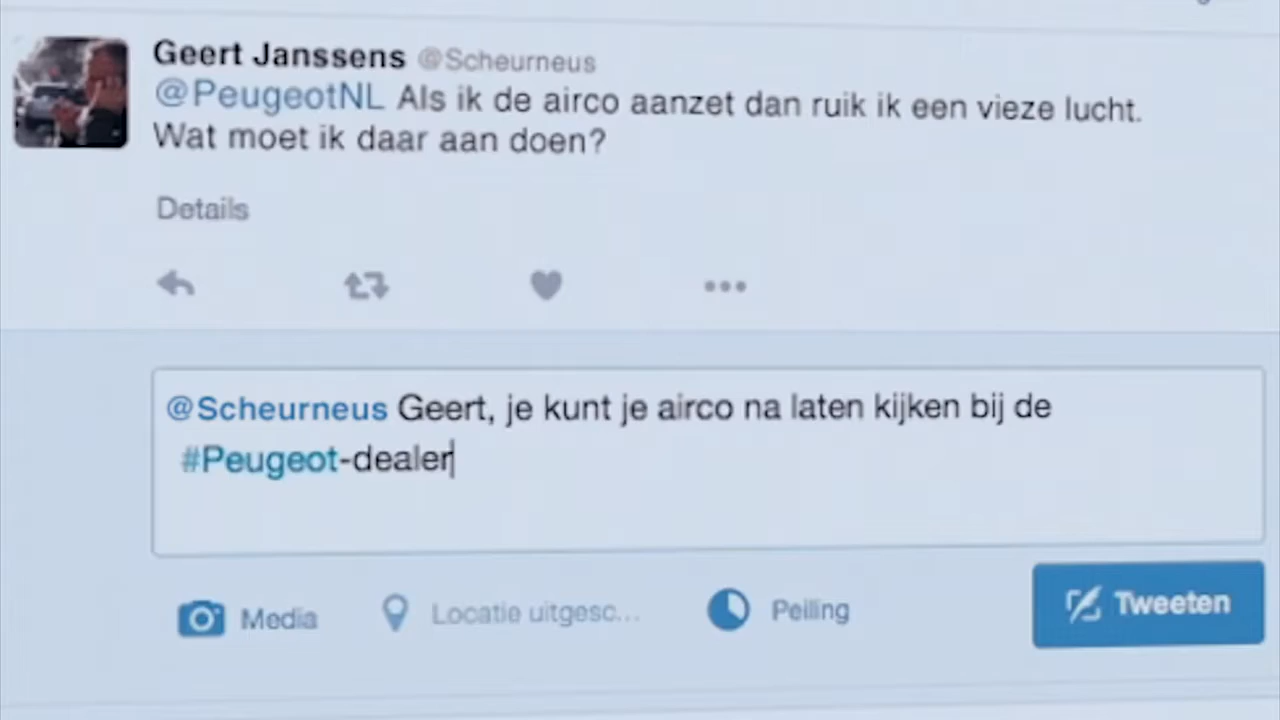 Geert Janssens @Scheurneus
@PeugeotNL Als ik de airco aanzet dan ruik ik een vieze lucht.
Wat moet ik daar aan doen?
Details
@Scheurneus Geert, je kunt je airco na laten kijken bij de
#Peugeot-dealer
Media Locatie uitgesc... Peiling Tweeten